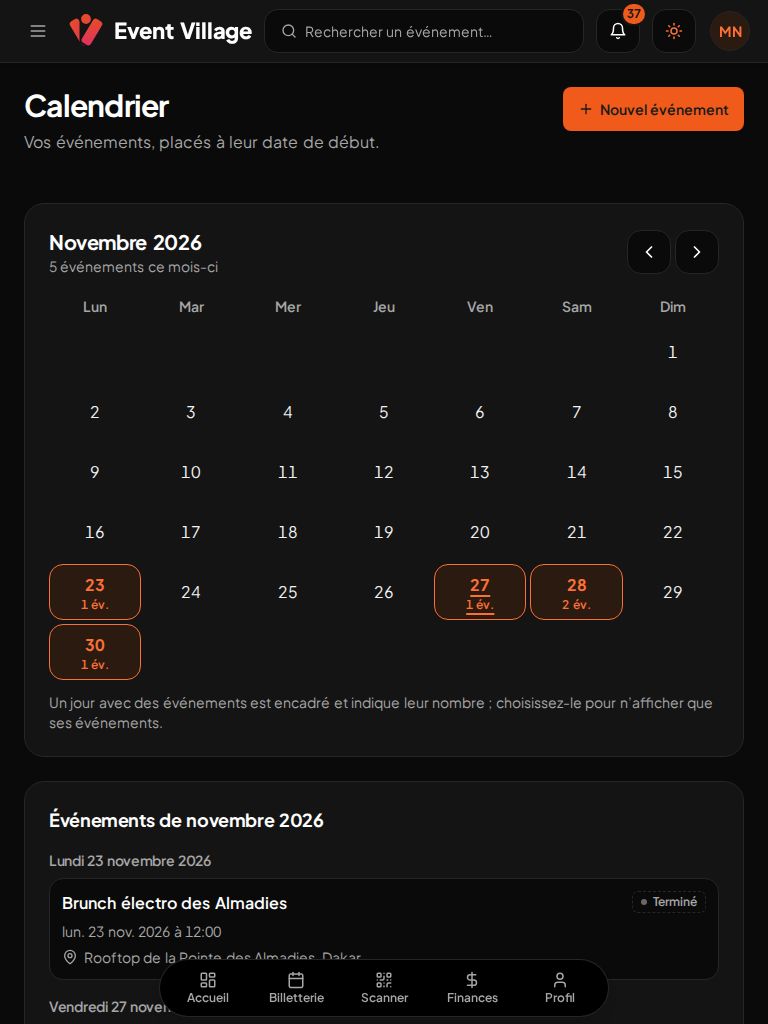 Event Village
Rechercher un événement…
37
MN
Calendrier
Nouvel événement
Vos événements, placés à leur date de début.
Novembre 2026
5 événements ce mois-ci
Lun Mar Mer Jeu Ven Sam Dim
1
2 3 4 5 6 7 8
9 10 11 12 13 14 15
16 17 18 19 20 21 22
23 24 25 26 27 28 29
1 év. 1 év. 2 év.
30
1 év.
Un jour avec des événements est encadré et indique leur nombre ; choisissez-le pour n’afficher que
ses événements.
Événements de novembre 2026
Lundi 23 novembre 2026
Brunch électro des Almadies
Terminé
lun. 23 nov. 2026 à 12:00
Rooftop de la Pointe des Almadies, Dakar
Vendredi 27
Accueil Billetterie Scanner Finances Profil